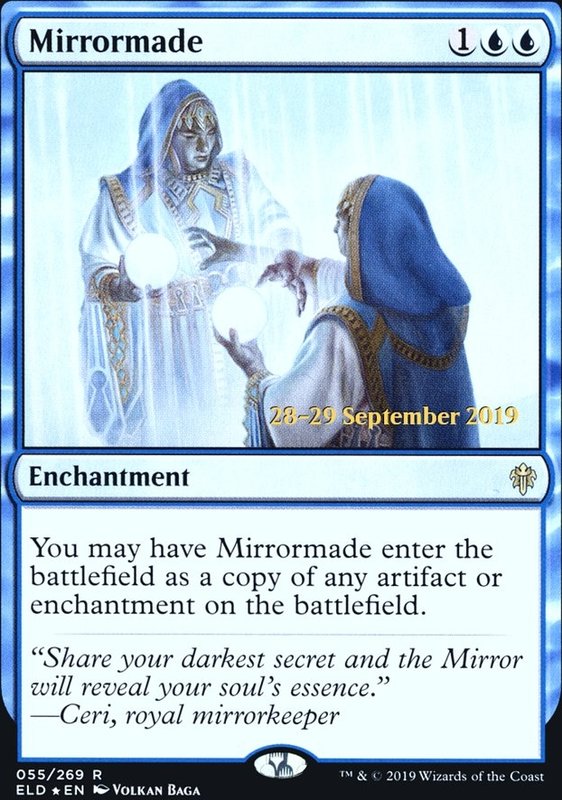 Mirrormade 1
28-29 September 2019
Enchantment
You may have Mirrormade enter the
battlefield as a copy of any artifact or
enchantment on the battlefield.
“Share your darkest secret and the Mirror
will reveal your soul’s essence.”
—Ceri, royal mirrorkeeper
055/269 R
ELD ★ EN VOLKAN BAGA
™ & © 2019 Wizards of the Coast